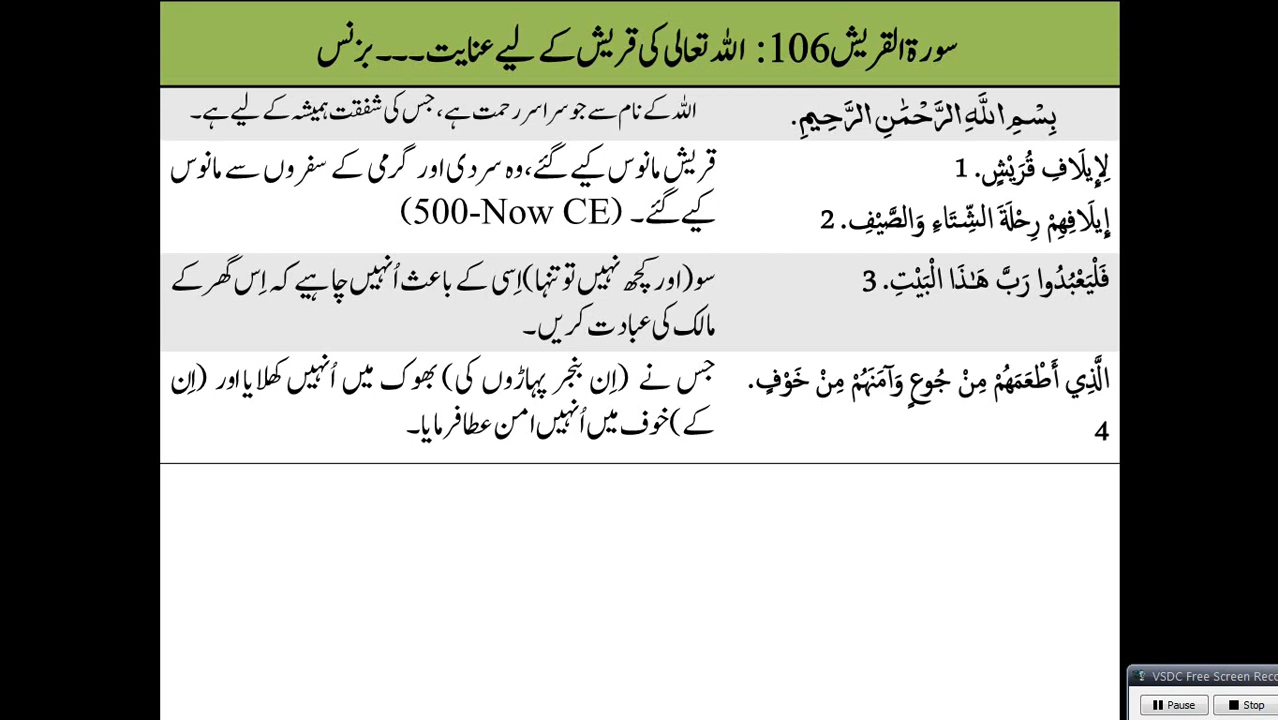 سورة القریش106: اللہ تعالی کی قریش کے لیے عنایت۔۔۔ بزنس
بِسْمِ اللَّهِ الرَّحْمَٰنِ الرَّحِيمِ.
اللہ کے نام سے جو سراسر رحمت ہے، جس کی شفقت ہمیشہ کے لیے ہے۔
لِإِيلَافِ قُرَيْشٍ. 1
إِيلَافِهِمْ رِحْلَةَ الشِّتَاءِ وَالصَّيْفِ. 2
قریش مانوس کیے گئے، وہ سردی اور گرمی کے سفروں سے مانوس
کیے گئے۔ (500-Now CE)
فَلْيَعْبُدُوا رَبَّ هَٰذَا الْبَيْتِ. 3
سو (اور کچھ نہیں تو تنہا) اِسی کے باعث اُنہیں چاہیے کہ اِس گھر کے
مالک کی عبادت کریں۔
الَّذِي أَطْعَمَهُمْ مِنْ جُوعٍ وَآمَنَهُمْ مِنْ خَوْفٍ.
4
جس نے (اِن بنجر پہاڑوں کی) بھوک میں اُنہیں کھلایا اور (اِن
کے) خوف میں اُنہیں امن عطا فرمایا۔
VSDC Free Screen Reco
Pause
Stop